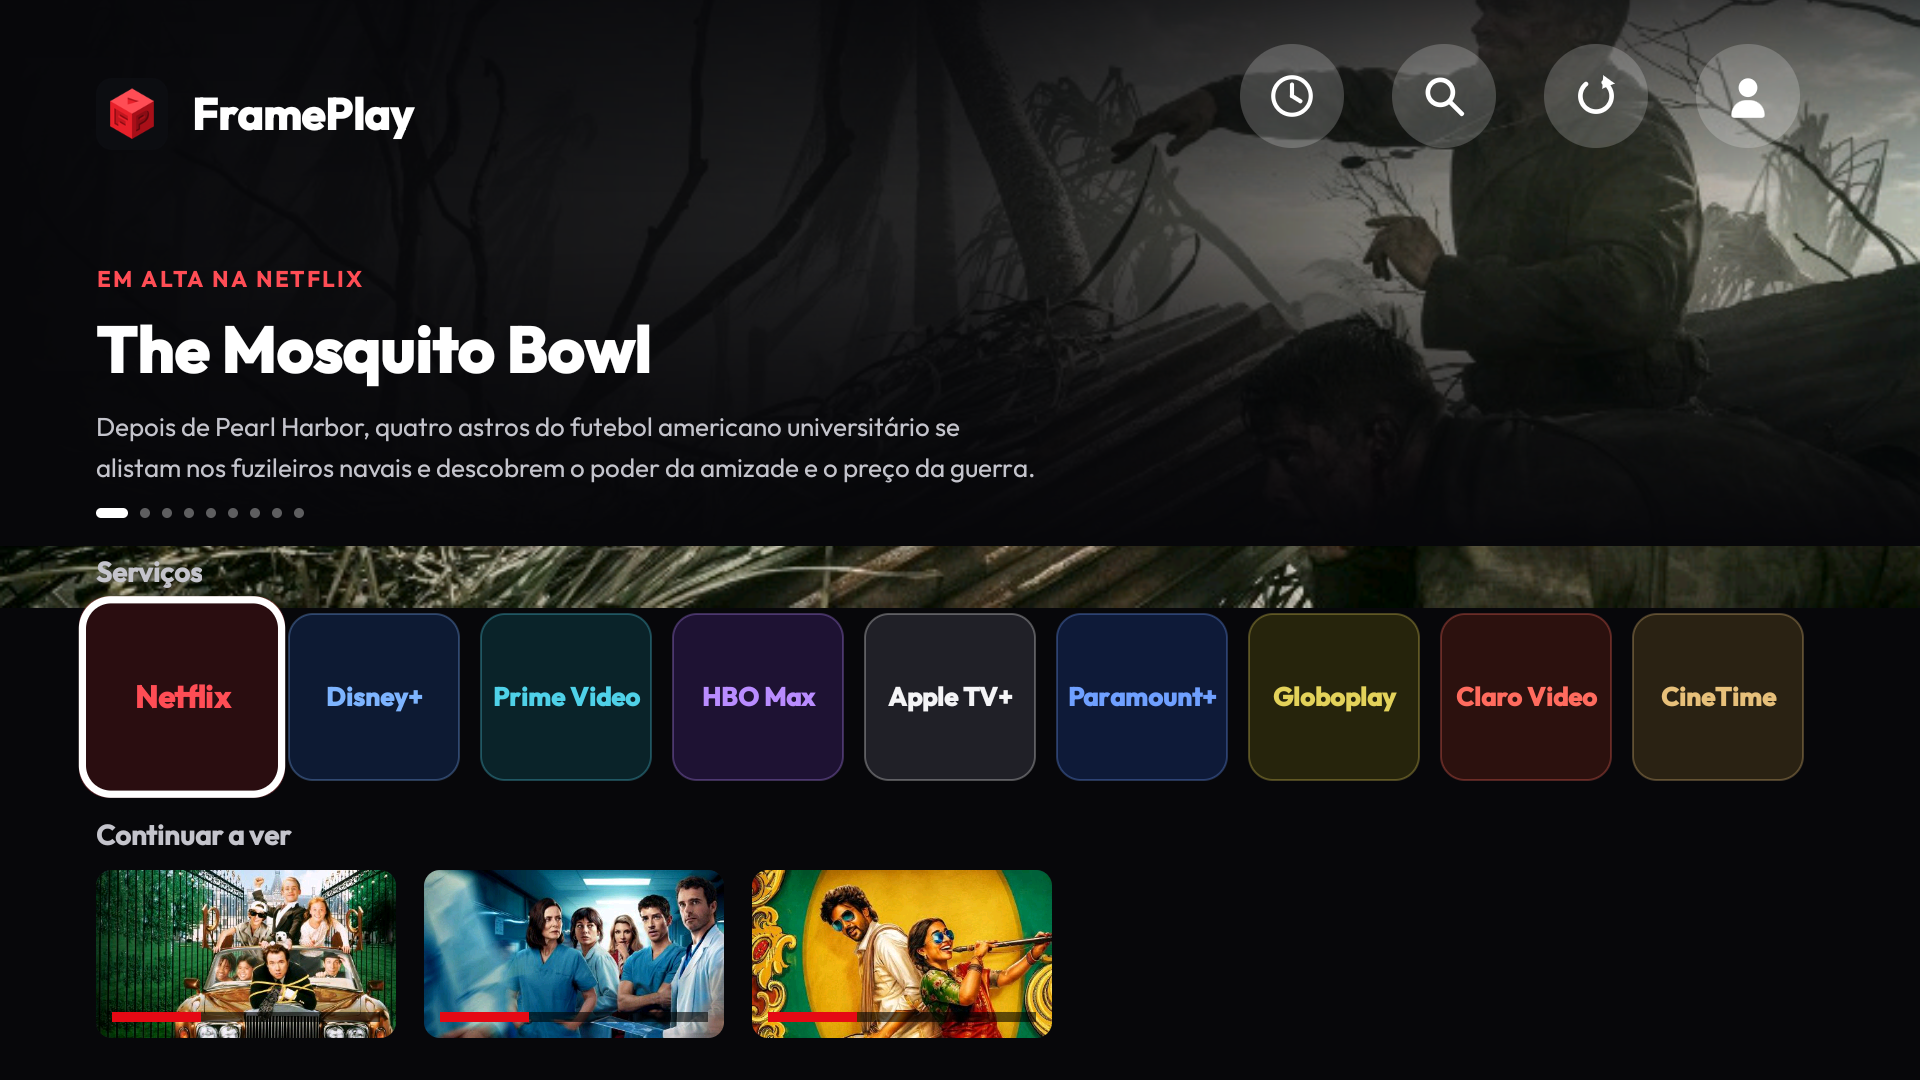 FramePlay
EM ALTA NA NETFLIX
The Mosquito Bowl
Depois de Pearl Harbor, quatro astros do futebol americano universitário se
alistam nos fuzileiros navais e descobrem o poder da amizade e o preço da guerra.
Serviços
Netflix
Disney+
Prime Video
HBO Max
Apple TV+
Paramount+
Globoplay
Claro Video
CineTime
Continuar a ver